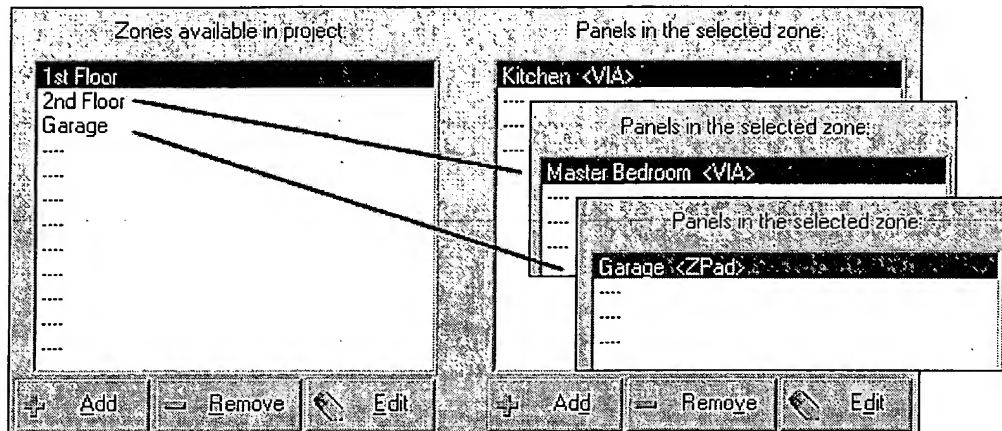 Zones available in project:
1st Floor
2nd Floor
Garage
----
----
----
----
----
----
----
----
----
Add
Remove
Edit
Panels in the selected zone:
Kitchen <VIA>
----
----
----
Panels in the selected zone:
Master Bedroom <VIA>
----
----
----
Panels in the selected zone:
Garage <ZPad>
----
----
----
Add
Remove
Edit